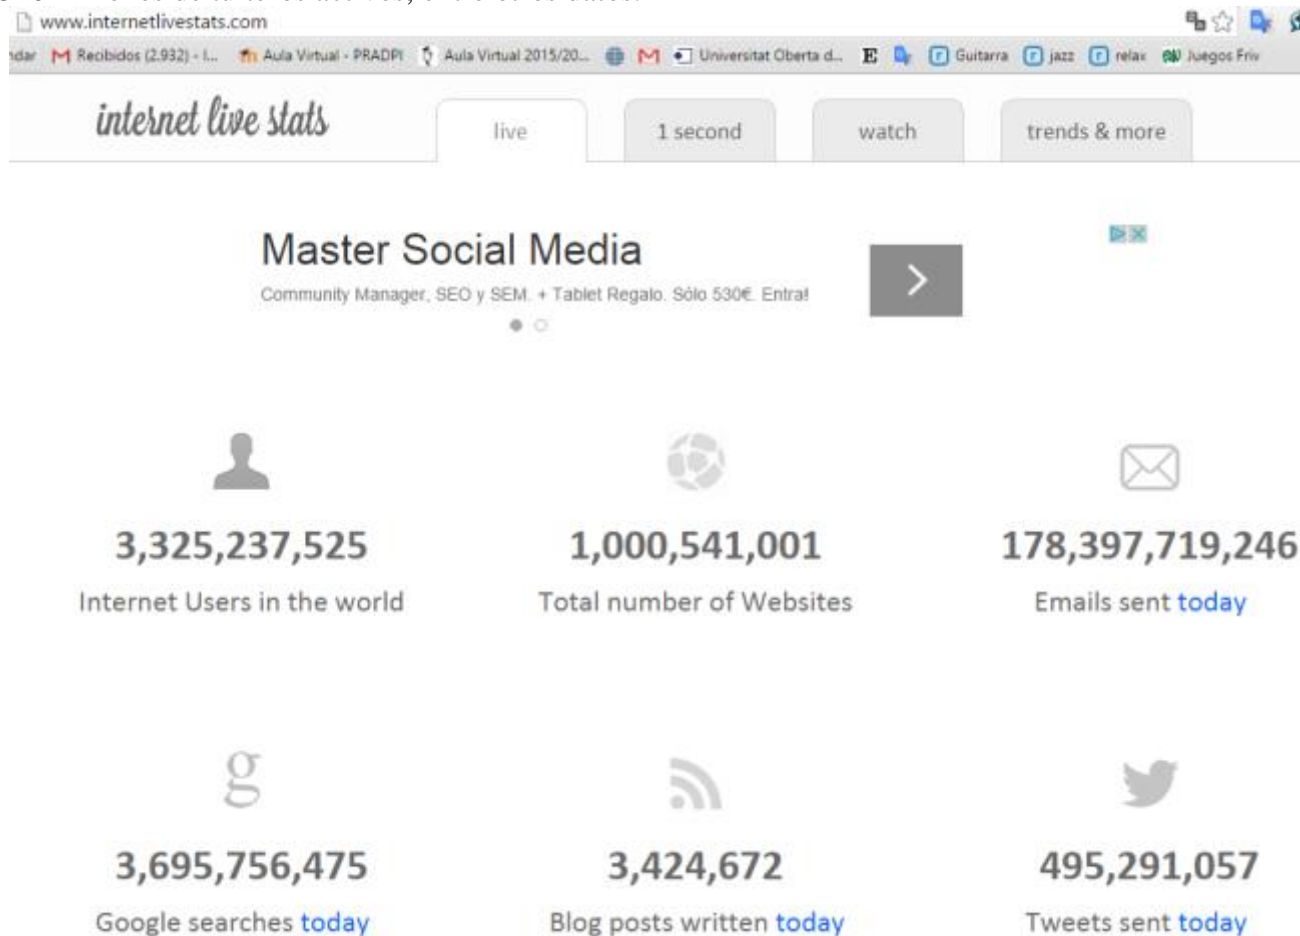 www.internetlivestats.com
ndar Recibidos (2.932) - I... Aula Virtual - PRADPI Aula Virtual 2015/20... Universitat Oberta d... E Guitarra jazz relax Juegos Friv
internet live stats
live 1 second watch trends & more
Master Social Media
Community Manager, SEO y SEM. + Tablet Regalo. Sólo 530€. Entra!
3,325,237,525 1,000,541,001 178,397,719,246
Internet Users in the world Total number of Websites Emails sent today
g
3,695,756,475 3,424,672 495,291,057
Google searches today Blog posts written today Tweets sent today